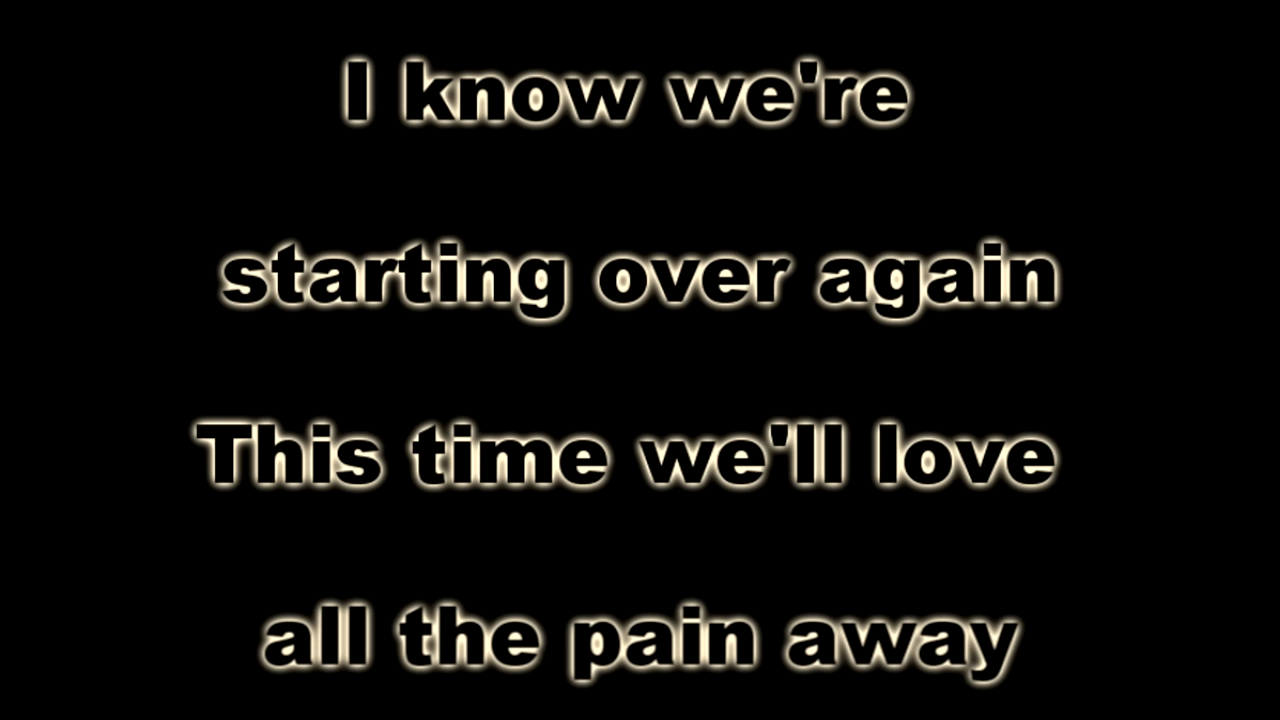 I know we're
starting over again
This time we'll love
all the pain away